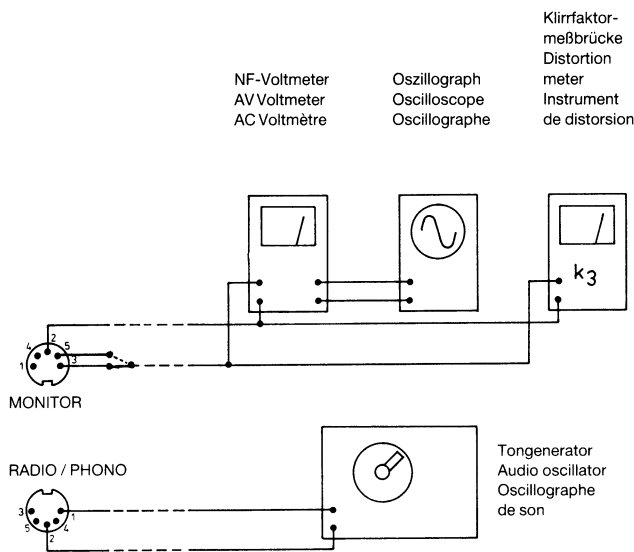 Klirrfaktor-
meßbrücke
Distortion
meter
Instrument
de distorsion
NF-Voltmeter
AV Voltmeter
AC Voltmètre
Oszillograph
Oscilloscope
Oscillographe
k3
4
2
5
1
3
MONITOR
RADIO / PHONO
3
1
5
4
2
Tongenerator
Audio oscillator
Oscillographe
de son